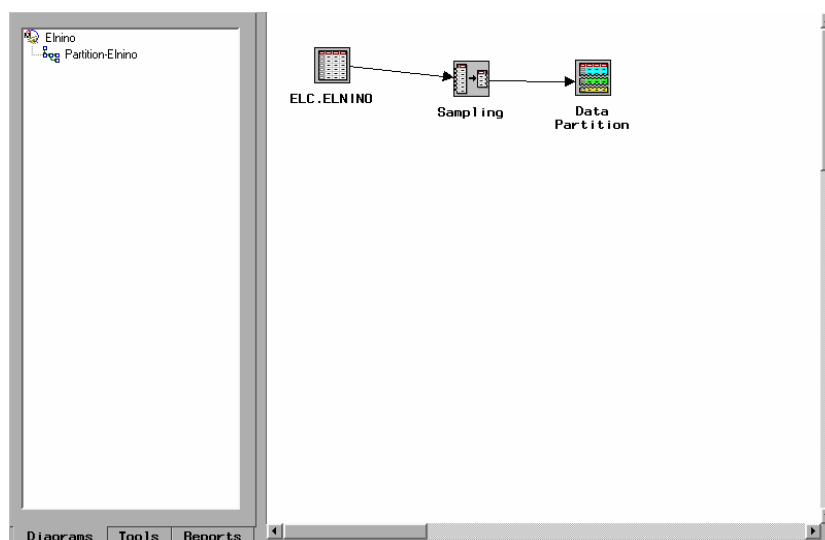 Elnino
Partition-Elnino
ELC.ELNINO
Sampling
Data
Partition
Diagrams
Tools
Reports